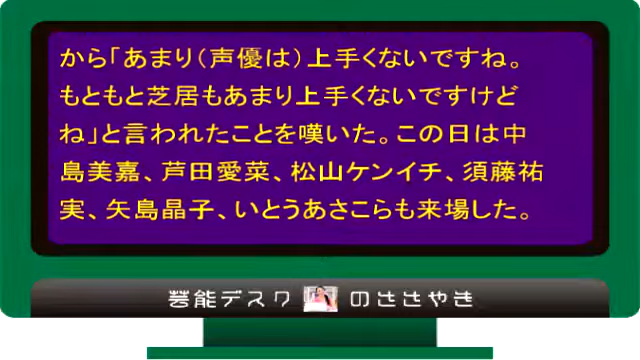 から「あまり（声優は）上手くないですね。
もともと芝居もあまり上手くないですけど
ね」と言われたことを嘆いた。この日は中
島美嘉、芦田愛菜、松山ケンイチ、須藤祐
実、矢島晶子、いとうあさこらも来場した。
芸能デスク のささやき